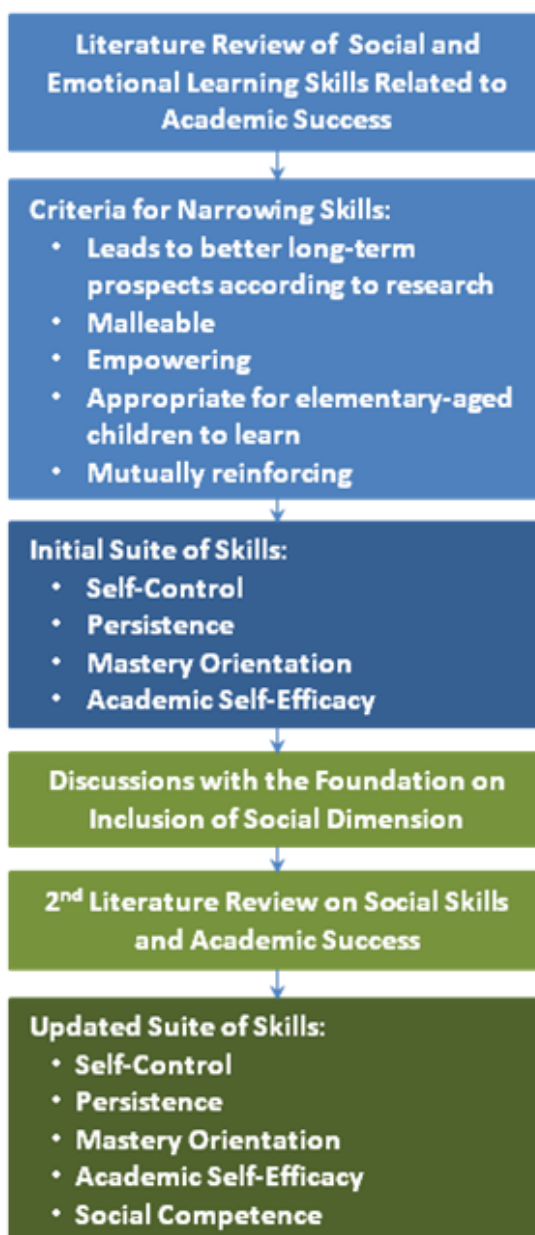 Literature Review of Social and
Emotional Learning Skills Related to
Academic Success
Criteria for Narrowing Skills:
• Leads to better long-term
prospects according to research
• Malleable
• Empowering
• Appropriate for elementary-aged
children to learn
• Mutually reinforcing
Initial Suite of Skills:
• Self-Control
• Persistence
• Mastery Orientation
• Academic Self-Efficacy
Discussions with the Foundation on
Inclusion of Social Dimension
2nd Literature Review on Social Skills
and Academic Success
Updated Suite of Skills:
• Self-Control
• Persistence
• Mastery Orientation
• Academic Self-Efficacy
• Social Competence